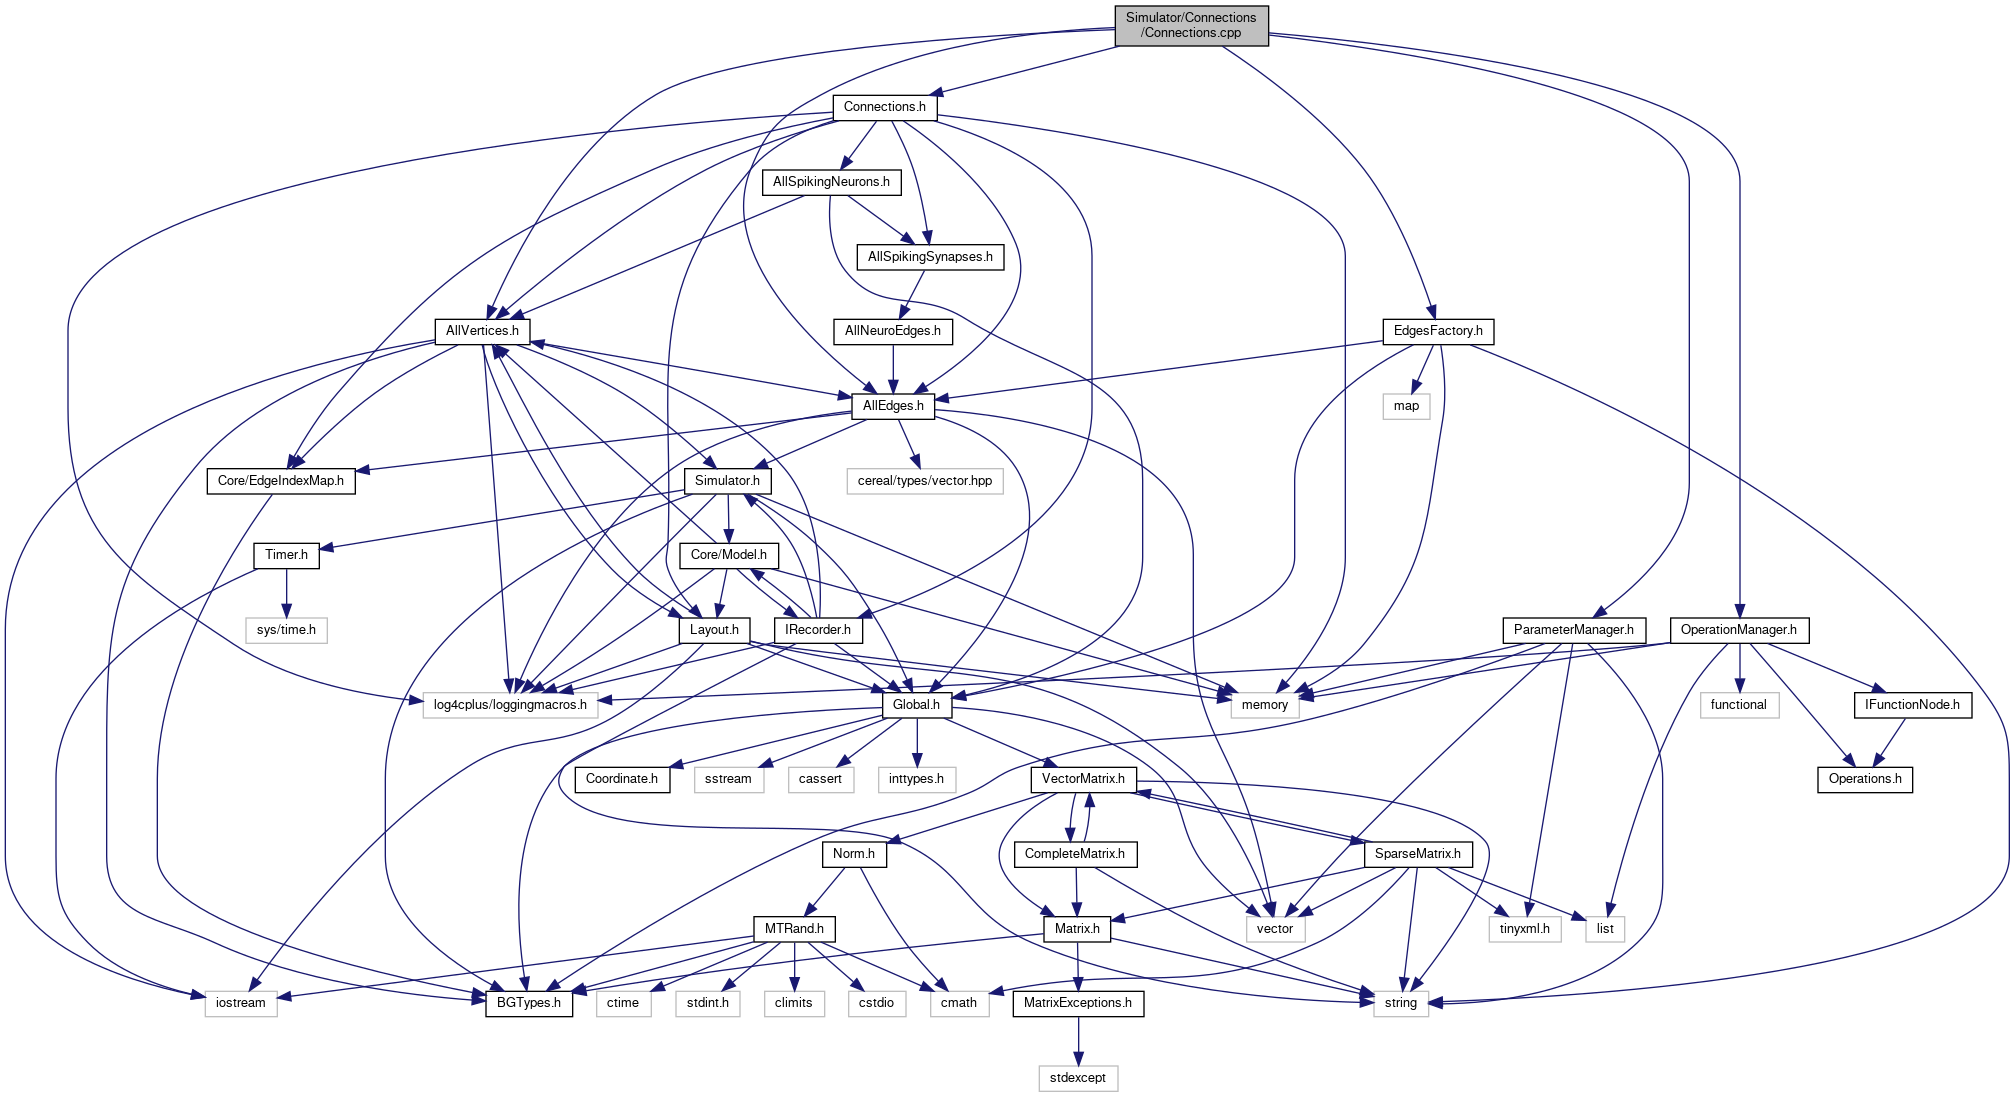 Simulator/Connections
/Connections.cpp
Connections.h
AllSpikingNeurons.h
AllSpikingSynapses.h
AllVertices.h
AllNeuroEdges.h
EdgesFactory.h
AllEdges.h
map
Core/EdgeIndexMap.h
Simulator.h
cereal/types/vector.hpp
Timer.h
Core/Model.h
sys/time.h
Layout.h
IRecorder.h
ParameterManager.h
OperationManager.h
log4cplus/loggingmacros.h
Global.h
memory
functional
IFunctionNode.h
Coordinate.h
sstream
cassert
inttypes.h
VectorMatrix.h
Operations.h
Norm.h
CompleteMatrix.h
SparseMatrix.h
MTRand.h
Matrix.h
vector
tinyxml.h
list
iostream
BGTypes.h
ctime
stdint.h
climits
cstdio
cmath
MatrixExceptions.h
string
stdexcept